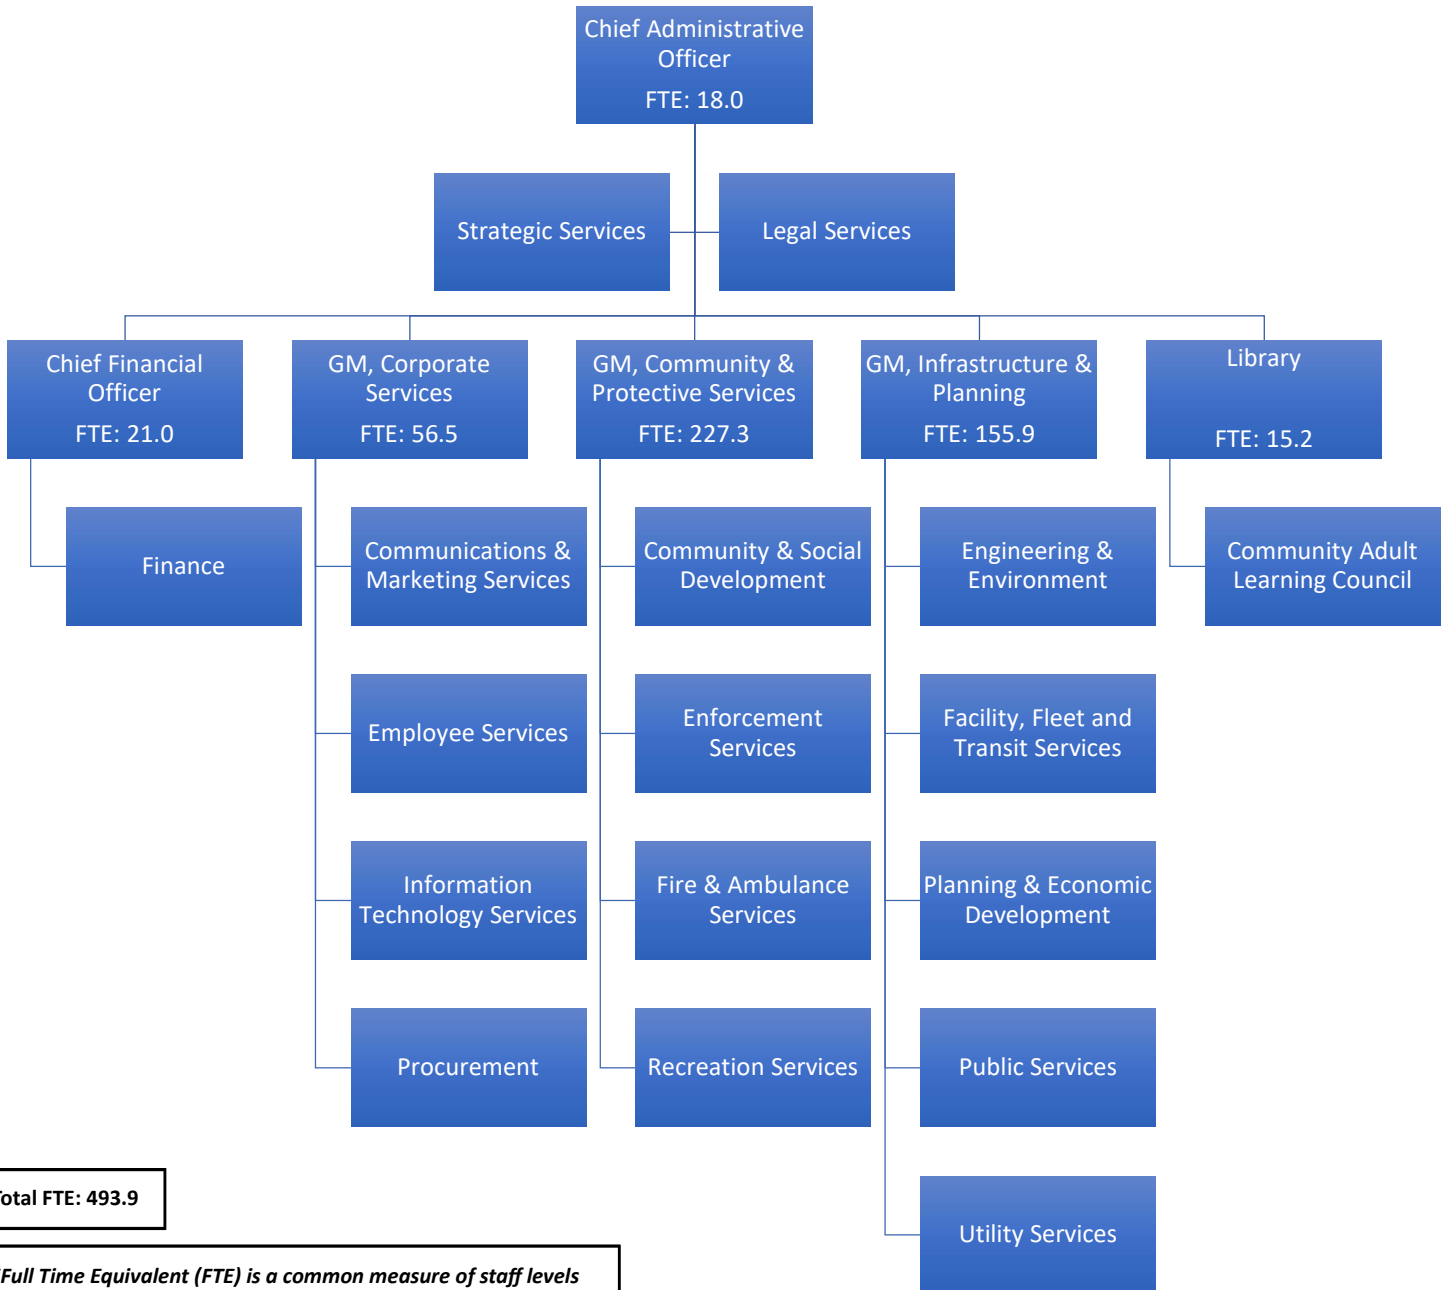 Chief Administrative
Officer
FTE: 18.0
Strategic Services
Legal Services
Chief Financial
Officer
FTE: 21.0
GM, Corporate
Services
FTE: 56.5
GM, Community &
Protective Services
FTE: 227.3
GM, Infrastructure &
Planning
FTE: 155.9
Library
FTE: 15.2
Finance
Communications &
Marketing Services
Community & Social
Development
Engineering &
Environment
Community Adult
Learning Council
Employee Services
Enforcement
Services
Facility, Fleet and
Transit Services
Information
Technology Services
Fire & Ambulance
Services
Planning & Economic
Development
Procurement
Recreation Services
Public Services
Utility Services
Total FTE: 493.9
Full Time Equivalent (FTE) is a common measure of staff levels